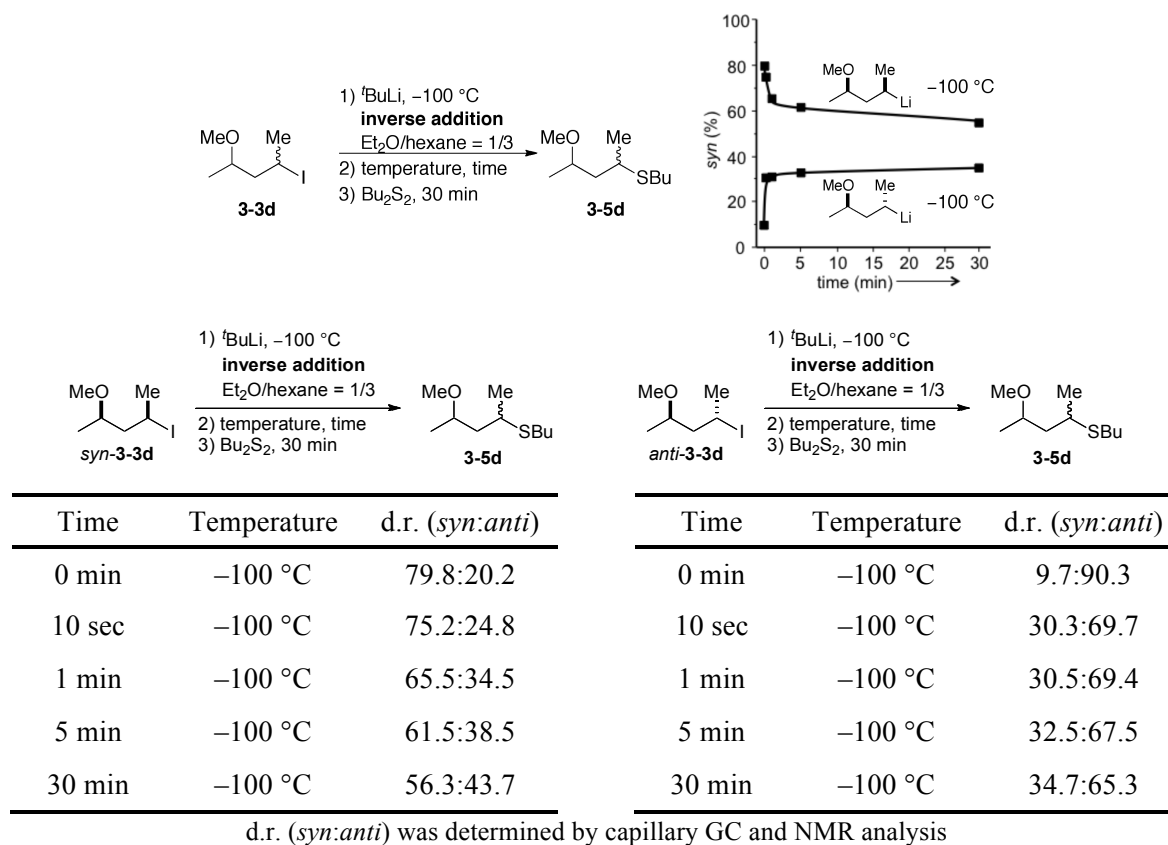 MeO Me
I
3-3d
1) ᵗBuLi, −100 °C
inverse addition
Et₂O/hexane = 1/3
2) temperature, time
3) Bu₂S₂, 30 min
MeO Me
SBu
3-5d
syn (%)
80
60
40
20
0
MeO Me
Li
−100 °C
MeO Me
Li
−100 °C
0 5 10 15 20 25 30
time (min)
MeO Me
I
syn-3-3d
1) ᵗBuLi, −100 °C
inverse addition
Et₂O/hexane = 1/3
2) temperature, time
3) Bu₂S₂, 30 min
MeO Me
SBu
3-5d
Time Temperature d.r. (syn:anti)
0 min –100 °C 79.8:20.2
10 sec –100 °C 75.2:24.8
1 min –100 °C 65.5:34.5
5 min –100 °C 61.5:38.5
30 min –100 °C 56.3:43.7
MeO Me
I
anti-3-3d
1) ᵗBuLi, −100 °C
inverse addition
Et₂O/hexane = 1/3
2) temperature, time
3) Bu₂S₂, 30 min
MeO Me
SBu
3-5d
Time Temperature d.r. (syn:anti)
0 min –100 °C 9.7:90.3
10 sec –100 °C 30.3:69.7
1 min –100 °C 30.5:69.4
5 min –100 °C 32.5:67.5
30 min –100 °C 34.7:65.3
d.r. (syn:anti) was determined by capillary GC and NMR analysis